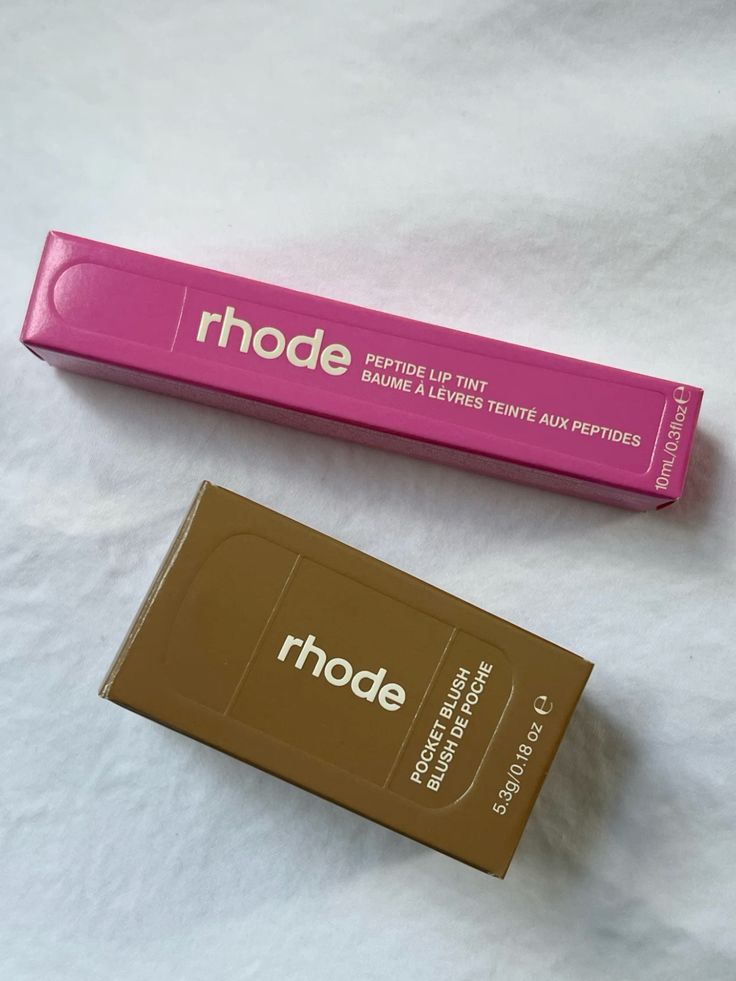 rhode
PEPTIDE LIP TINT
BAUME À LÈVRES TEINTÉ AUX PEPTIDES
10mL/0.3fl oz ℮
rhode
POCKET BLUSH
BLUSH DE POCHE
5.3g/0.18 oz ℮